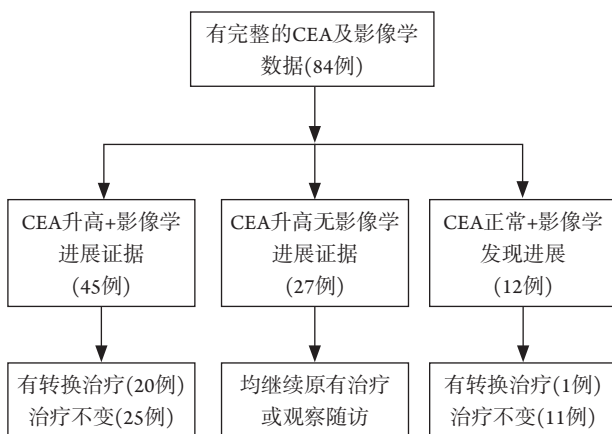 有完整的CEA及影像学
数据(84例)
CEA升高+影像学
进展证据
(45例)
CEA升高无影像学
进展证据
(27例)
CEA正常+影像学
发现进展
(12例)
有转换治疗(20例)
治疗不变(25例)
均继续原有治疗
或观察随访
有转换治疗(1例)
治疗不变(11例)